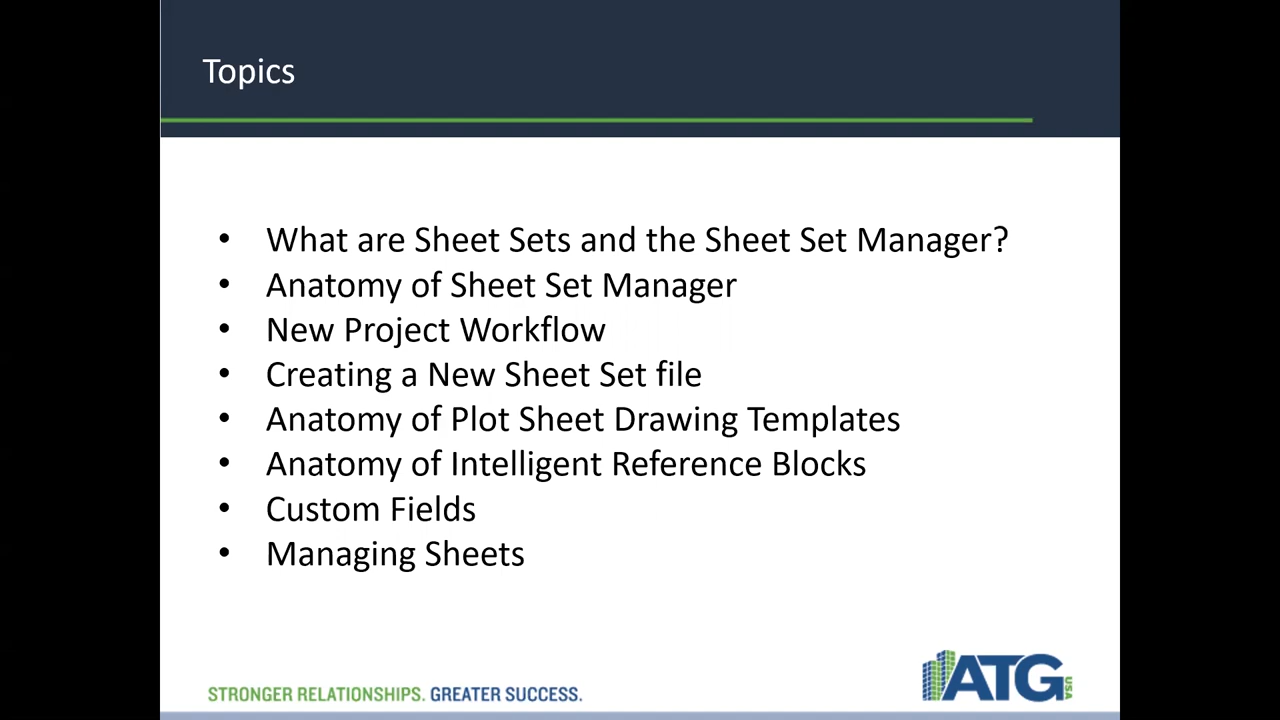 Topics
• What are Sheet Sets and the Sheet Set Manager?
• Anatomy of Sheet Set Manager
• New Project Workflow
• Creating a New Sheet Set file
• Anatomy of Plot Sheet Drawing Templates
• Anatomy of Intelligent Reference Blocks
• Custom Fields
• Managing Sheets
STRONGER RELATIONSHIPS. GREATER SUCCESS.
ATG USA